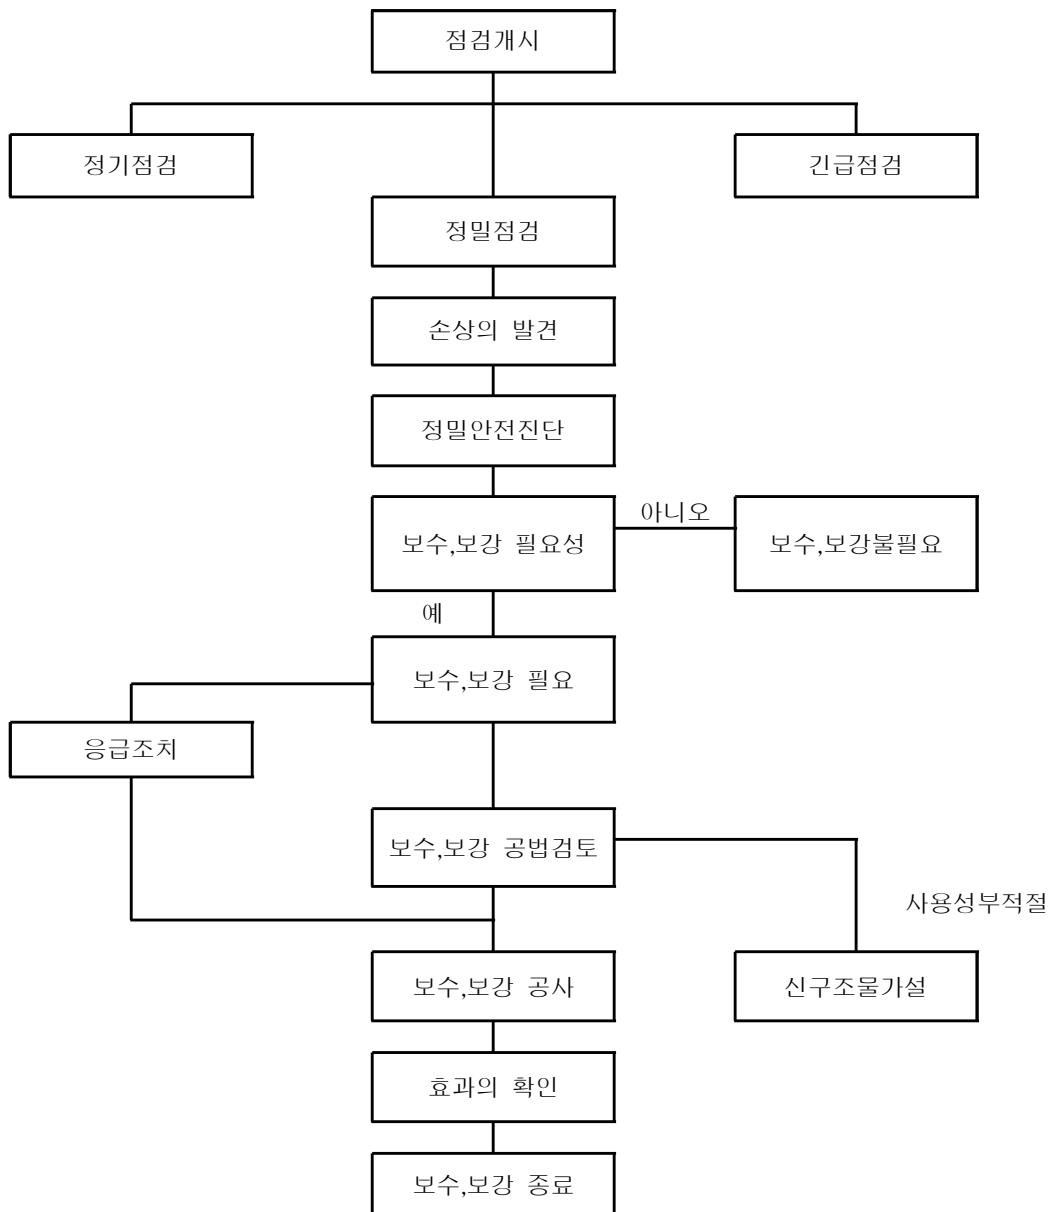 점검개시
정기점검
긴급점검
정밀점검
손상의 발견
정밀안전진단
보수,보강 필요성
아니오
보수,보강불필요
예
보수,보강 필요
응급조치
보수,보강 공법검토
사용성부적절
보수,보강 공사
신구조물가설
효과의 확인
보수,보강 종료